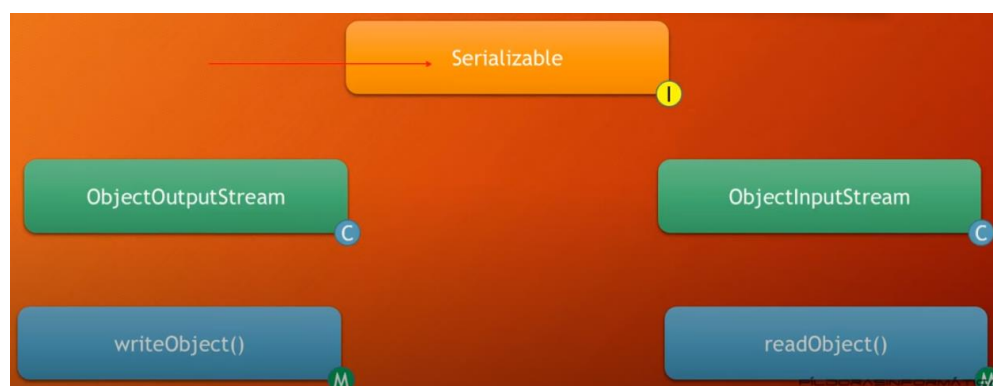 Serializable
I
ObjectOutputStream
C
ObjectInputStream
C
writeObject()
M
readObject()
M